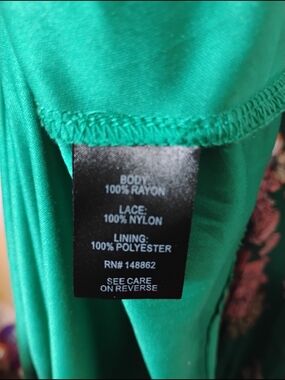 BODY:
100% RAYON
LACE:
100% NYLON
LINING:
100% POLYESTER
RN# 148862
SEE CARE
ON REVERSE